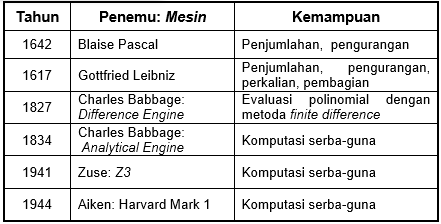 Tahun Penemu: Mesin Kemampuan
1642 Blaise Pascal Penjumlahan, pengurangan
1617 Gottfried Leibniz Penjumlahan, pengurangan,
perkalian, pembagian
1827 Charles Babbage: Evaluasi polinomial dengan
Difference Engine metoda finite difference
1834 Charles Babbage: Komputasi serba-guna
Analytical Engine
1941 Zuse: Z3 Komputasi serba-guna
1944 Aiken: Harvard Mark 1 Komputasi serba-guna